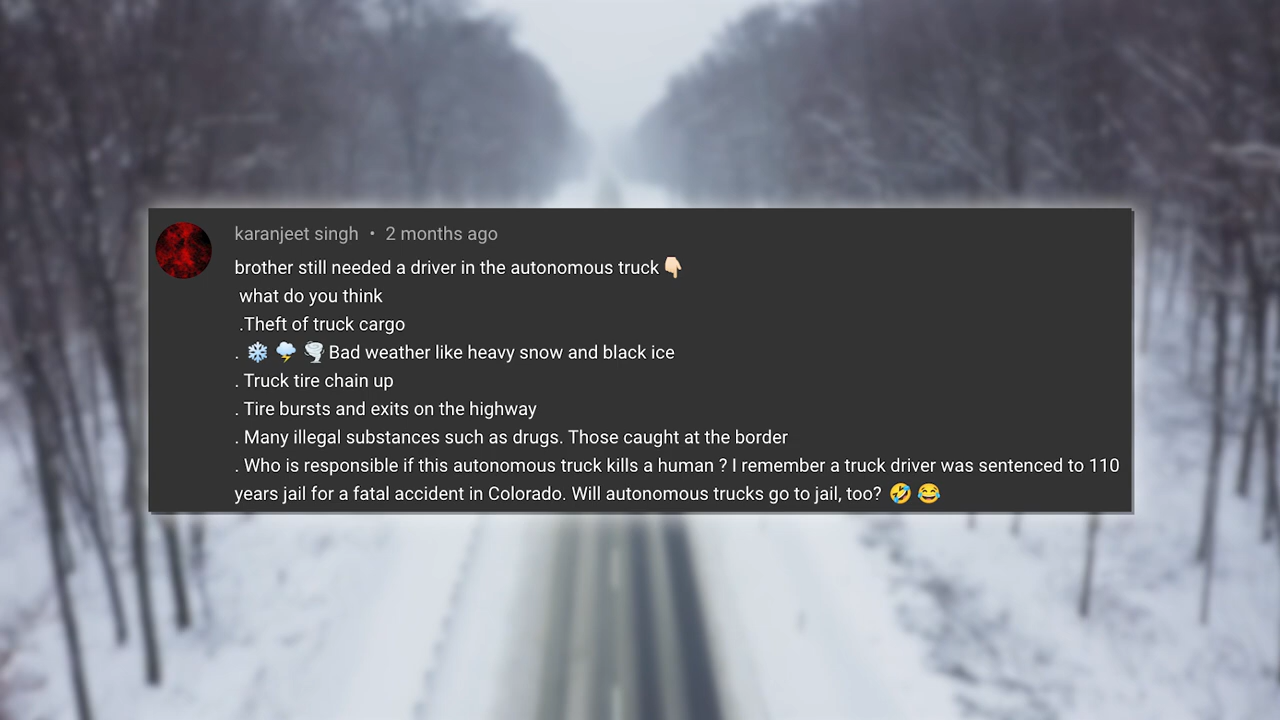 karanjeet singh • 2 months ago
brother still needed a driver in the autonomous truck👇🏻
what do you think
.Theft of truck cargo
. ❄️ 🌩️ 🌪️ Bad weather like heavy snow and black ice
. Truck tire chain up
. Tire bursts and exits on the highway
. Many illegal substances such as drugs. Those caught at the border
. Who is responsible if this autonomous truck kills a human ? I remember a truck driver was sentenced to 110
years jail for a fatal accident in Colorado. Will autonomous trucks go to jail, too? 🤣 😂